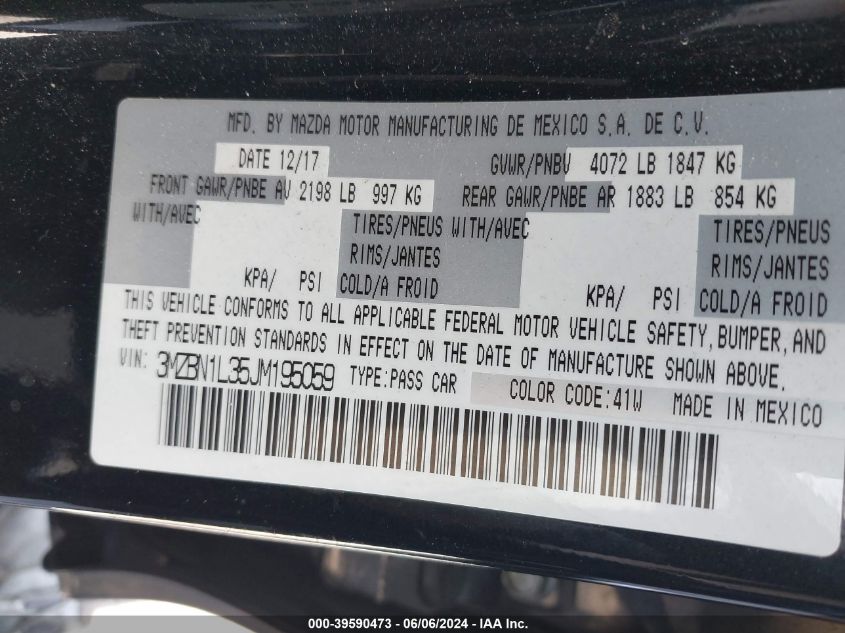 MFD. BY MAZDA MOTOR MANUFACTURING DE MEXICO S.A. DE C.V.
DATE 12/17 GVWR/PNBV 4072 LB 1847 KG
FRONT GAWR/PNBE AV 2198 LB 997 KG REAR GAWR/PNBE AR 1883 LB 854 KG
WITH/AVEC TIRES/PNEUS WITH/AVEC TIRES/PNEUS
RIMS/JANTES RIMS/JANTES
KPA/ PSI COLD/A FROID KPA/ PSI COLD/A FROID
THIS VEHICLE CONFORMS TO ALL APPLICABLE FEDERAL MOTOR VEHICLE SAFETY, BUMPER, AND
THEFT PREVENTION STANDARDS IN EFFECT ON THE DATE OF MANUFACTURE SHOWN ABOVE.
VIN: 3MZBN1L35JM195059 TYPE:PASS CAR COLOR CODE:41W MADE IN MEXICO
000-39590473 - 06/06/2024 - IAA Inc.